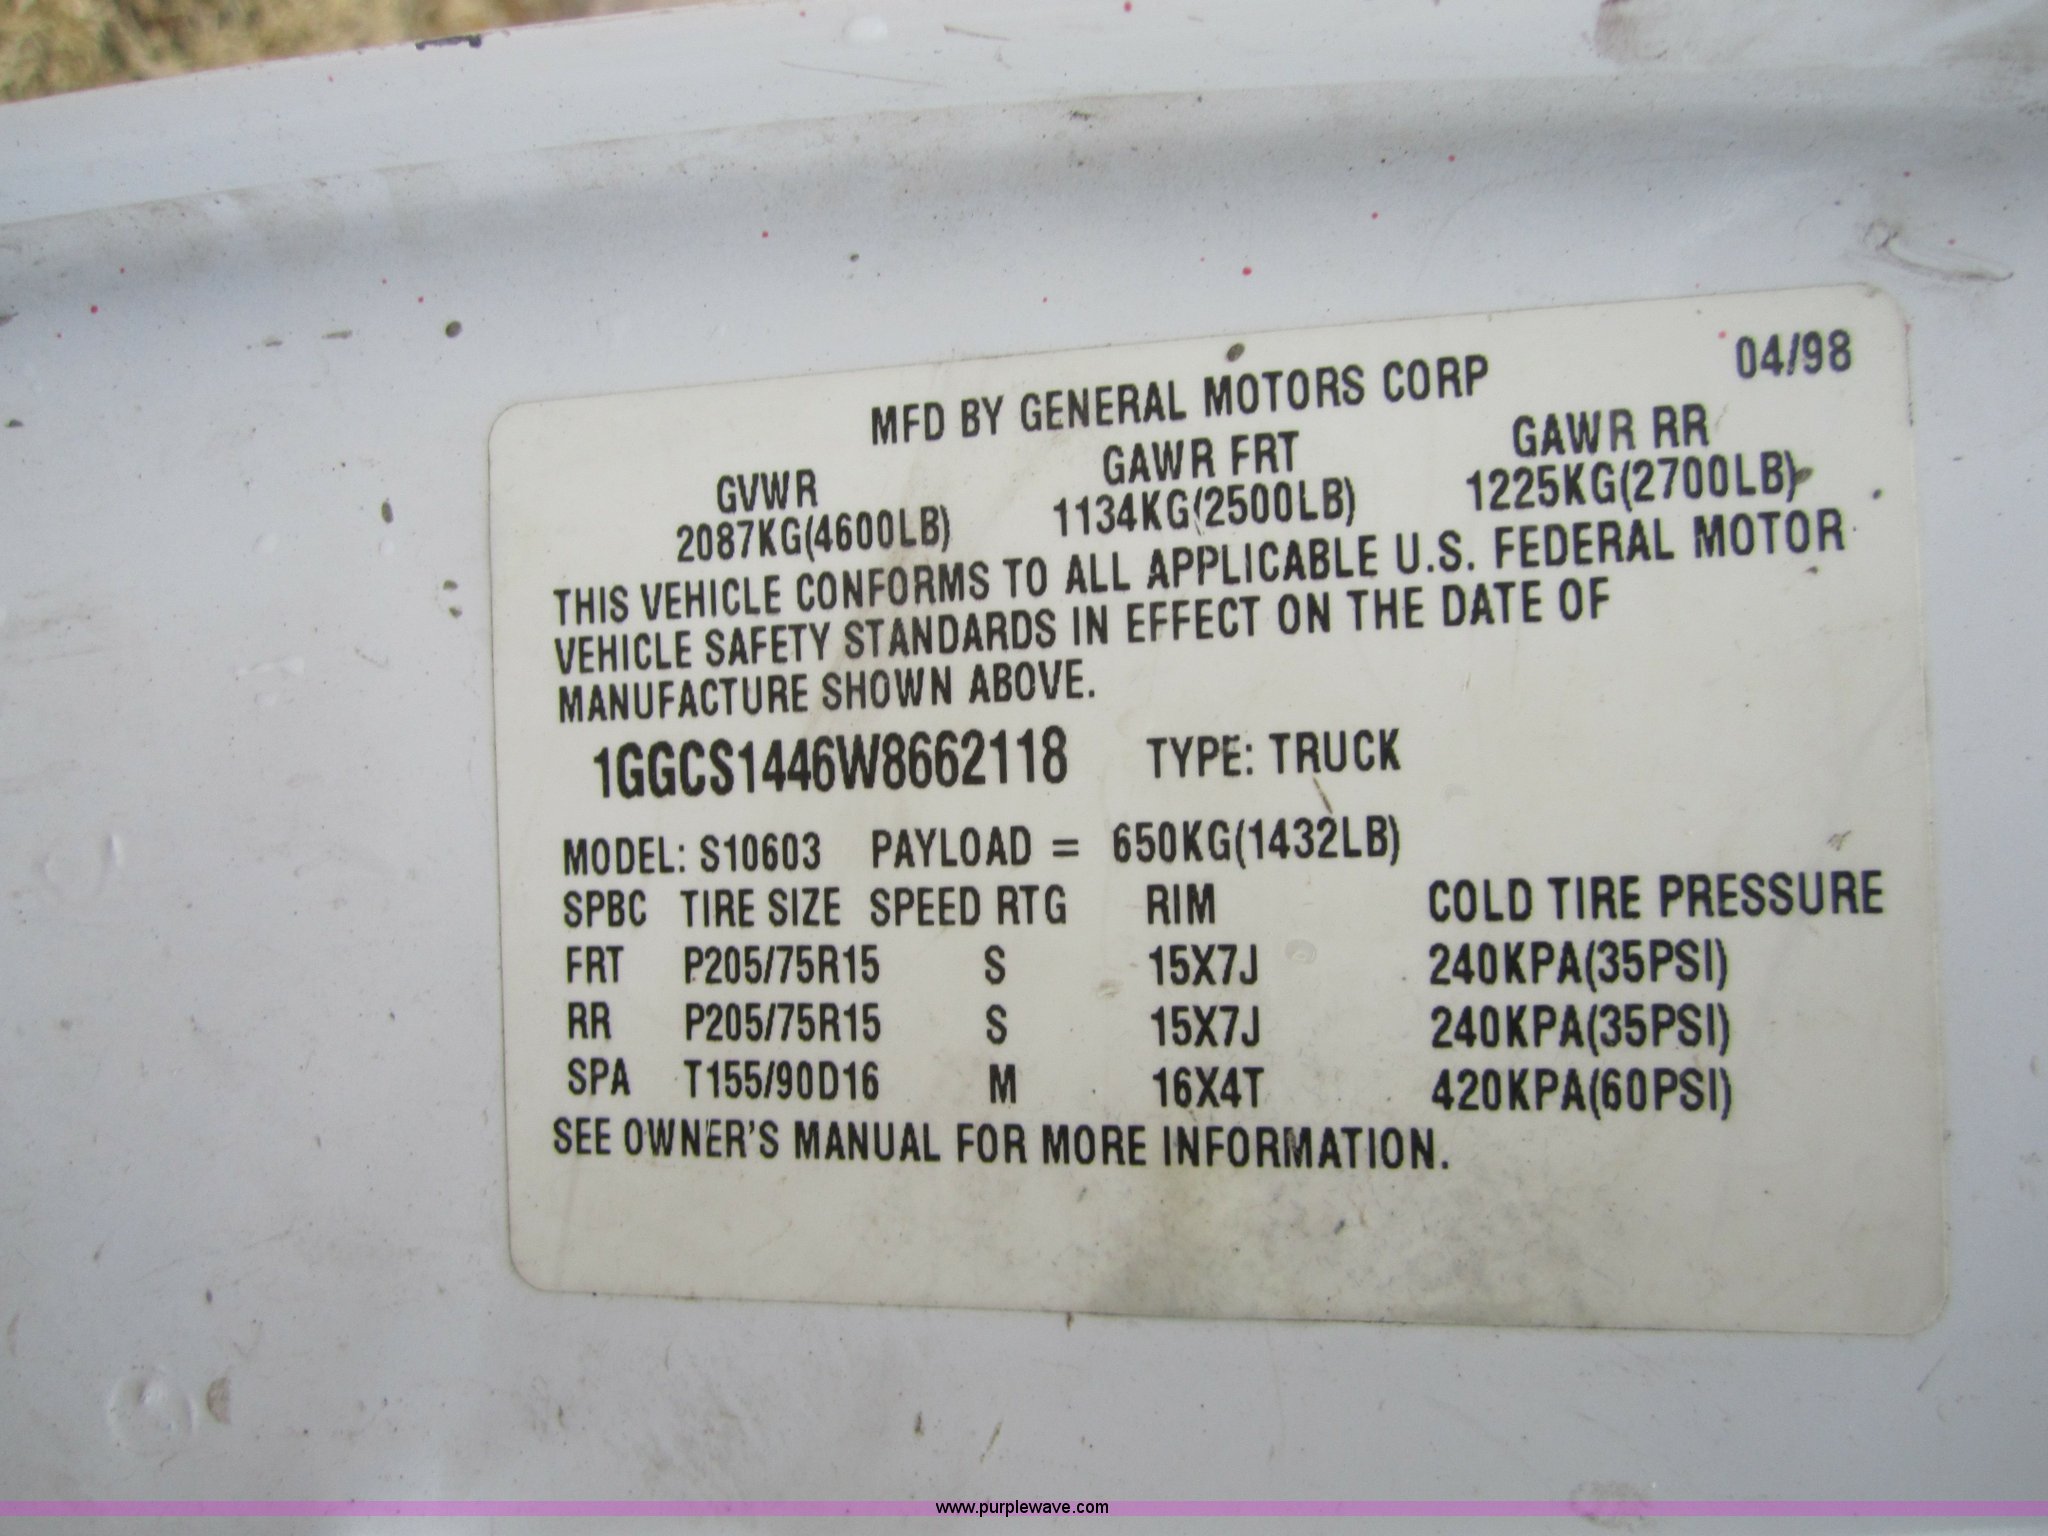 04/98
MFD BY GENERAL MOTORS CORP
GVWR GAWR FRT GAWR RR
2087KG(4600LB) 1134KG(2500LB) 1225KG(2700LB)
THIS VEHICLE CONFORMS TO ALL APPLICABLE U.S. FEDERAL MOTOR
VEHICLE SAFETY STANDARDS IN EFFECT ON THE DATE OF
MANUFACTURE SHOWN ABOVE.
1GGCS1446W8662118 TYPE: TRUCK
MODEL: S10603 PAYLOAD = 650KG(1432LB)
SPBC TIRE SIZE SPEED RTG RIM COLD TIRE PRESSURE
FRT P205/75R15 S 15X7J 240KPA(35PSI)
RR P205/75R15 S 15X7J 240KPA(35PSI)
SPA T155/90D16 M 16X4T 420KPA(60PSI)
SEE OWNER'S MANUAL FOR MORE INFORMATION.
www.purplewave.com